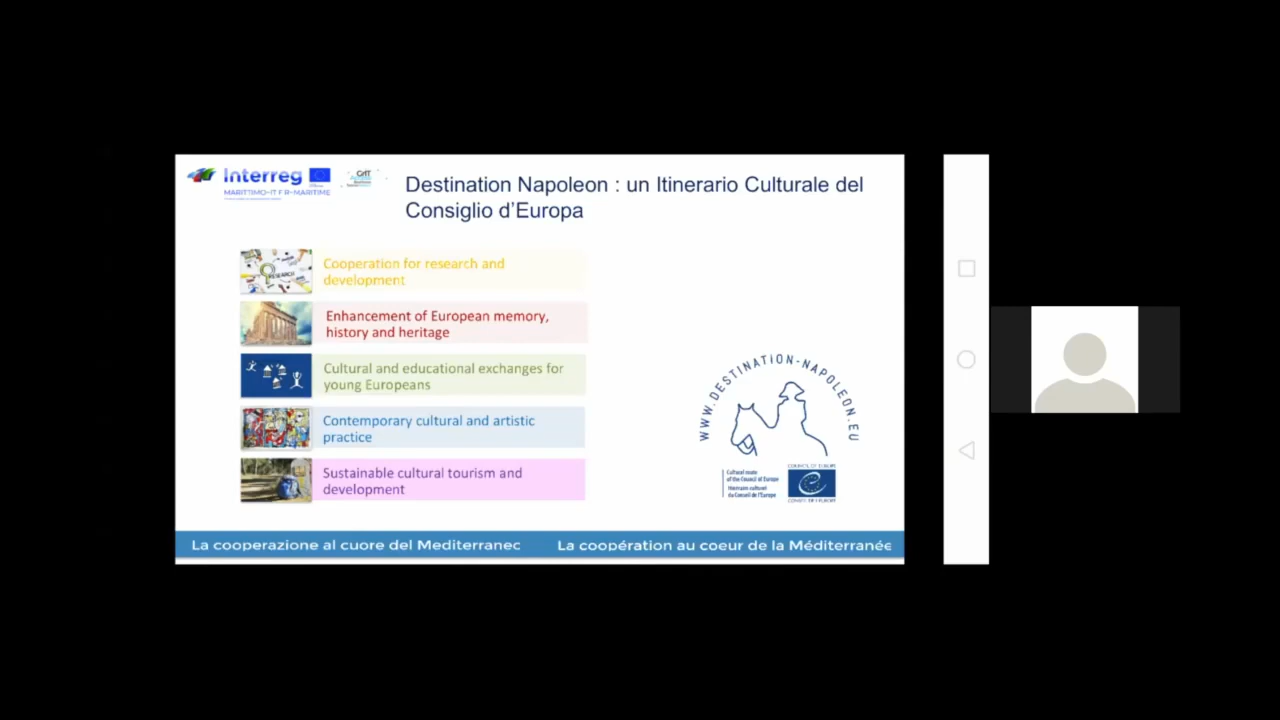 Interreg
MARITTIMO-IT FR-MARITIME
Destination Napoleon : un Itinerario Culturale del
Consiglio d'Europa
RESEARCH
Cooperation for research and
development
Enhancement of European memory,
history and heritage
Cultural and educational exchanges for
young Europeans
Contemporary cultural and artistic
practice
Sustainable cultural tourism and
development
WWW.DESTINATION-NAPOLEON.EU
Cultural route
of the Council of Europe
Itinéraire culturel
du Conseil de l'Europe
COUNCIL OF EUROPE
CONSEIL DE L'EUROPE
La cooperazione al cuore del Mediterraneo
La coopération au coeur de la Méditerranée